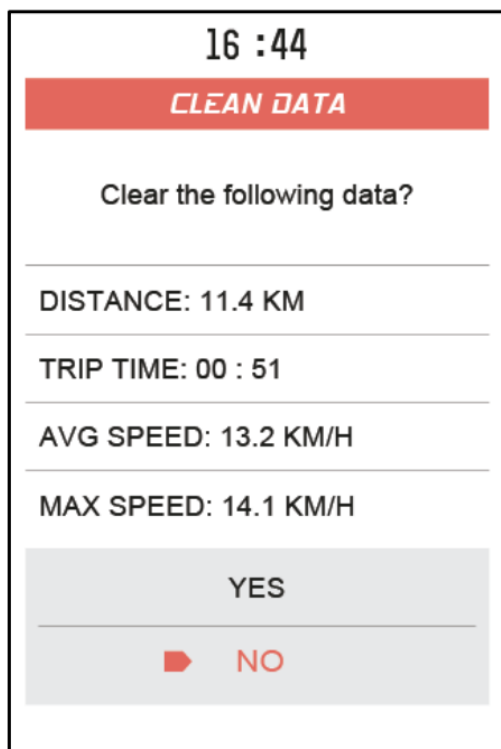 16 :44
CLEAN DATA
Clear the following data?
DISTANCE: 11.4 KM
TRIP TIME: 00 : 51
AVG SPEED: 13.2 KM/H
MAX SPEED: 14.1 KM/H
YES
NO